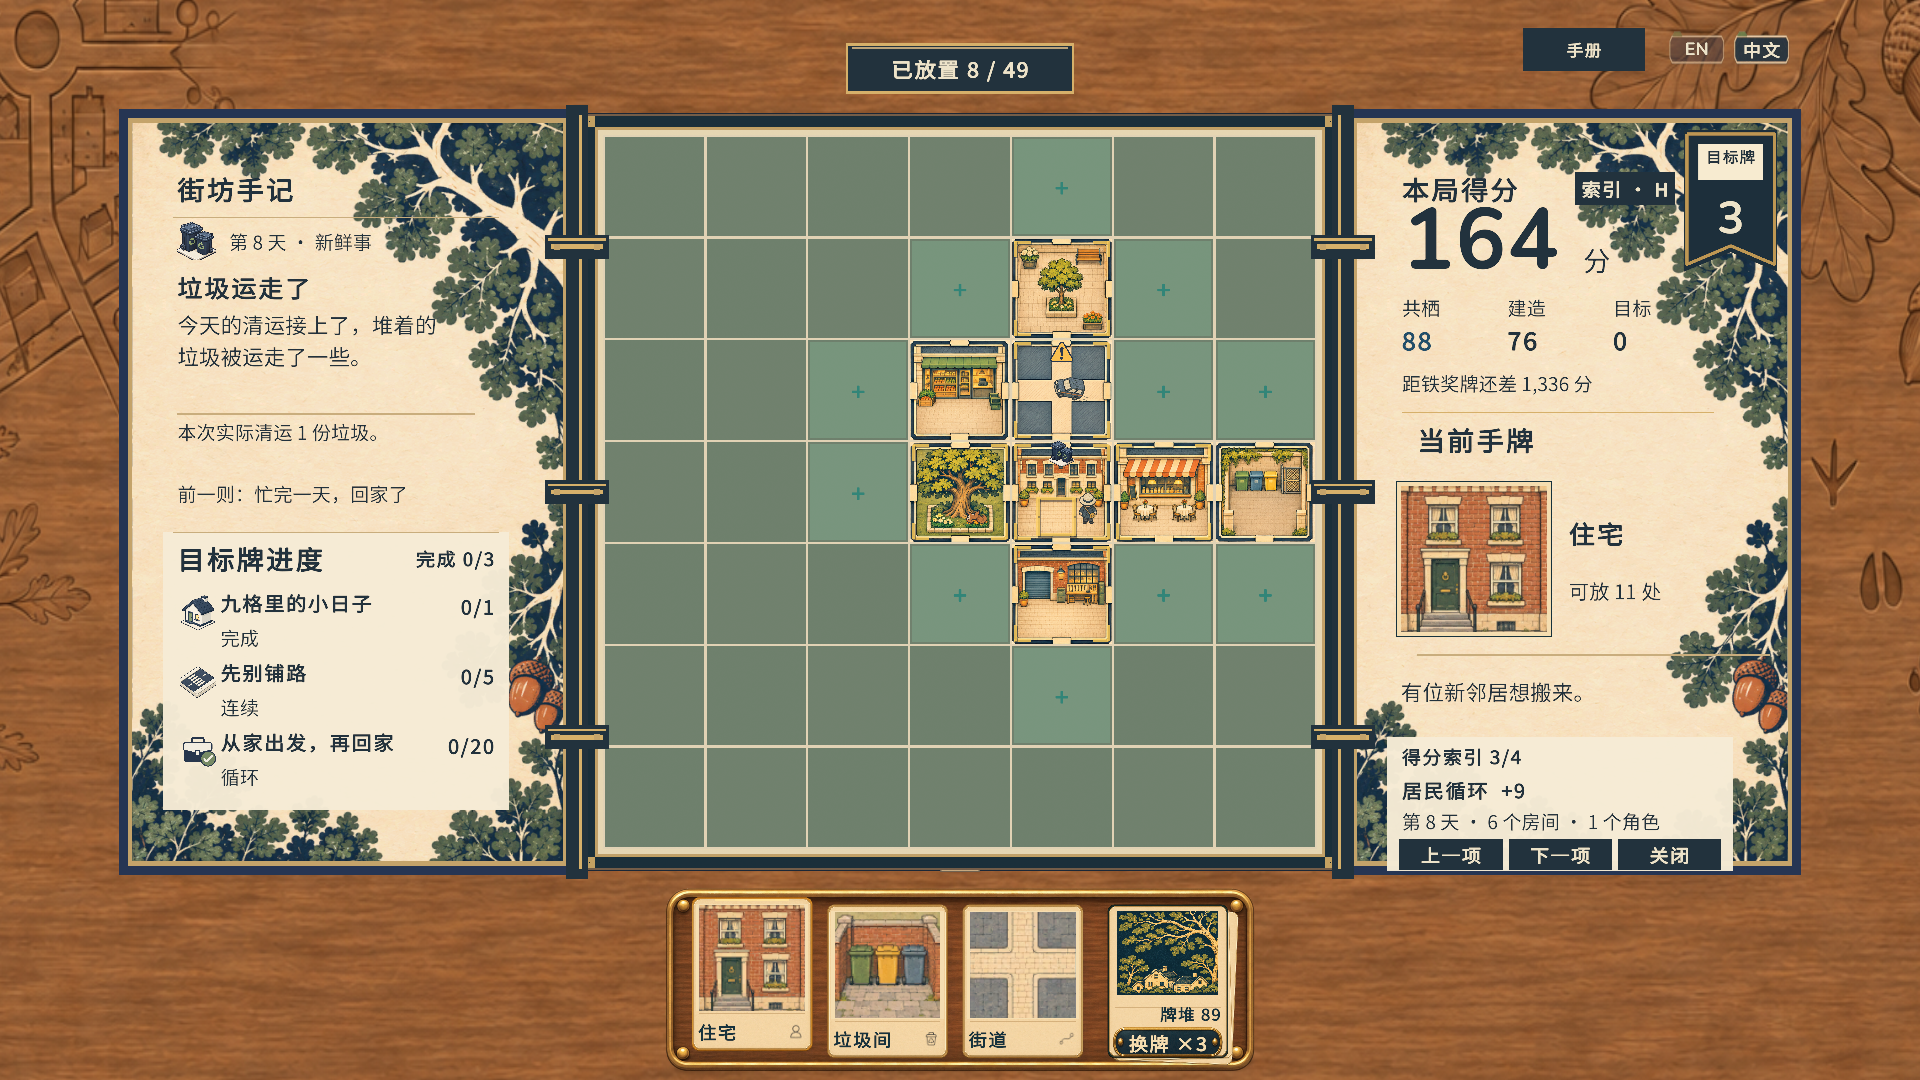 已放置 8 / 49
手册
EN
中文
街坊手记
第 8 天 · 新鲜事
垃圾运走了
今天的清运接上了，堆着的
垃圾被运走了一些。
本次实际清运 1 份垃圾。
前一则：忙完一天，回家了
目标牌进度
完成 0/3
九格里的小日子
0/1
完成
先别铺路
0/5
连续
从家出发，再回家
0/20
循环
本局得分
索引 · H
目标牌
3
164 分
共栖
建造
目标
88
76
0
距铁奖牌还差 1,336 分
当前手牌
住宅
可放 11 处
有位新邻居想搬来。
得分索引 3/4
居民循环 +9
第 8 天 · 6 个房间 · 1 个角色
上一项
下一项
关闭
住宅
垃圾间
街道
牌堆 89
换牌 ×3